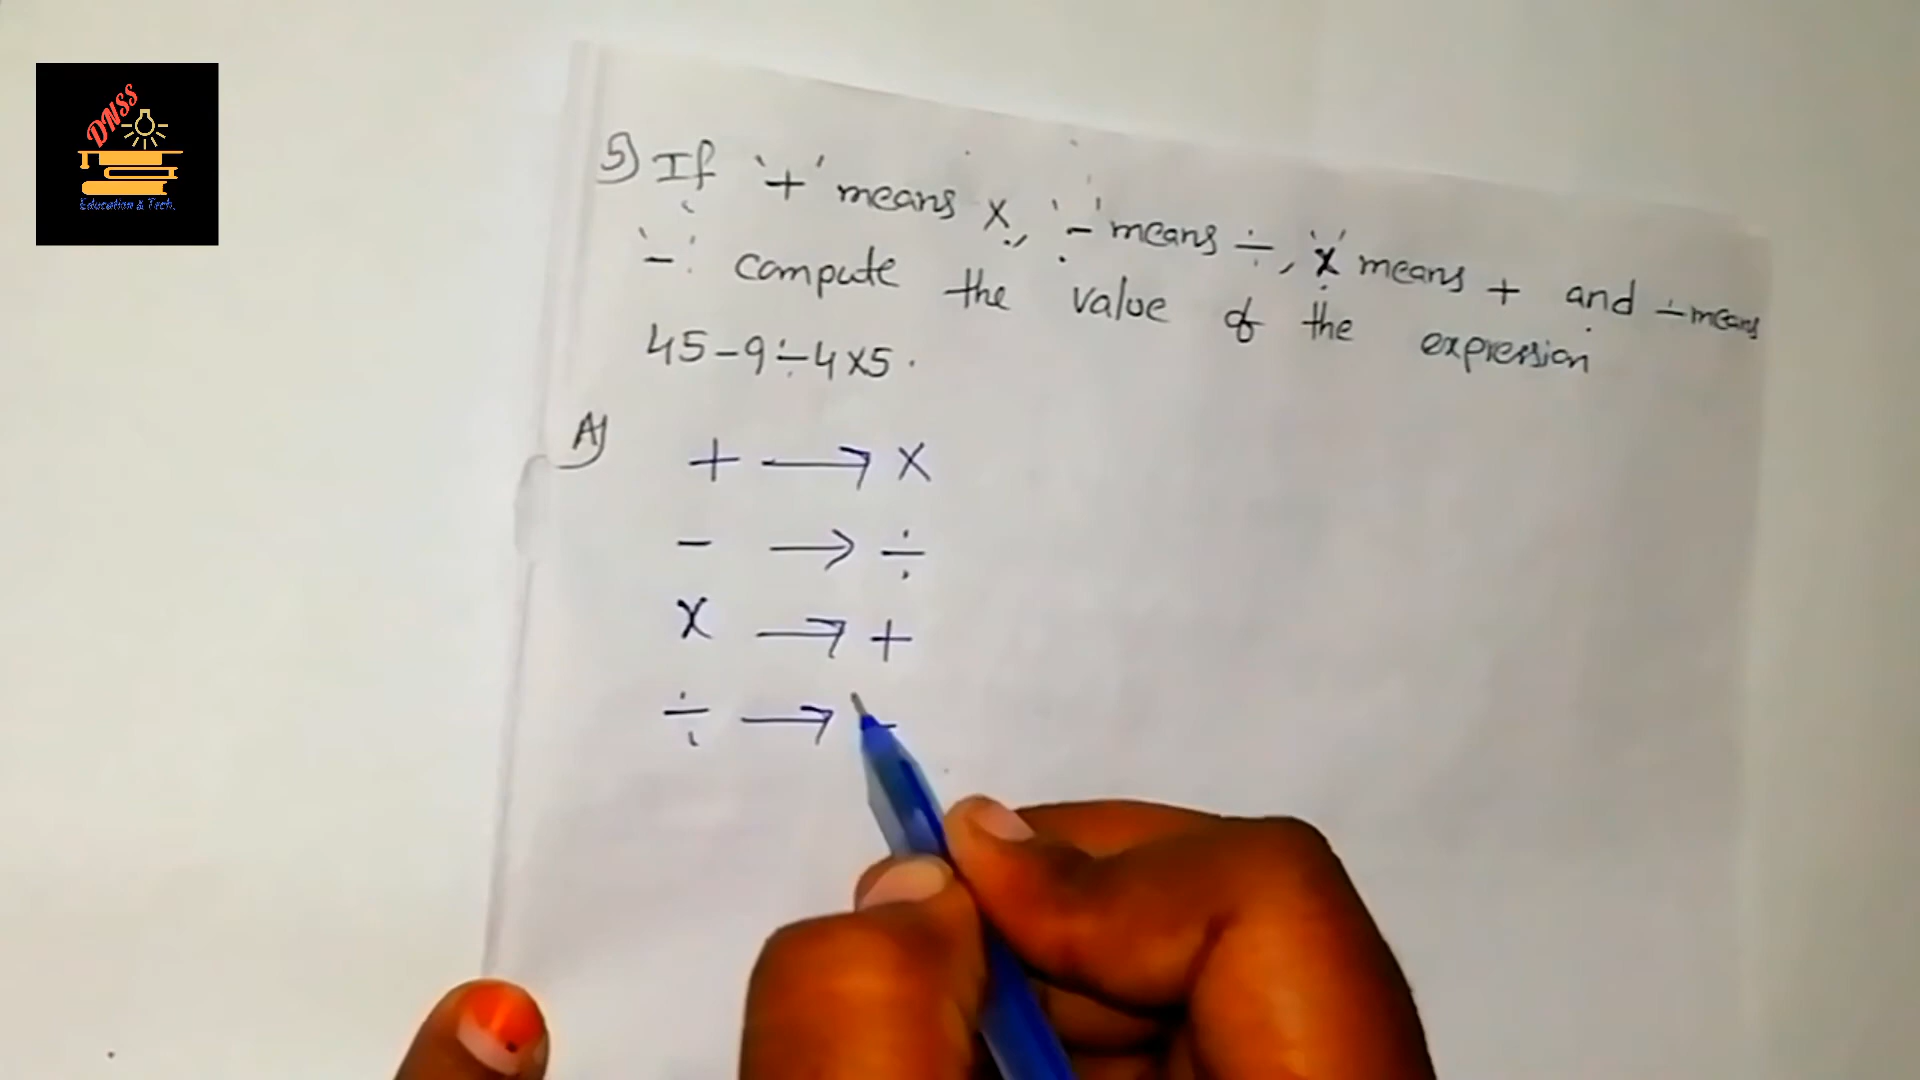 DNSS
Education & Tech.
5) If '+' means x, '-' means ÷, 'x' means + and ÷ means
'-' compute the value of the expression
45-9÷4x5.
A)
+ → x
- → ÷
x → +
÷ → -